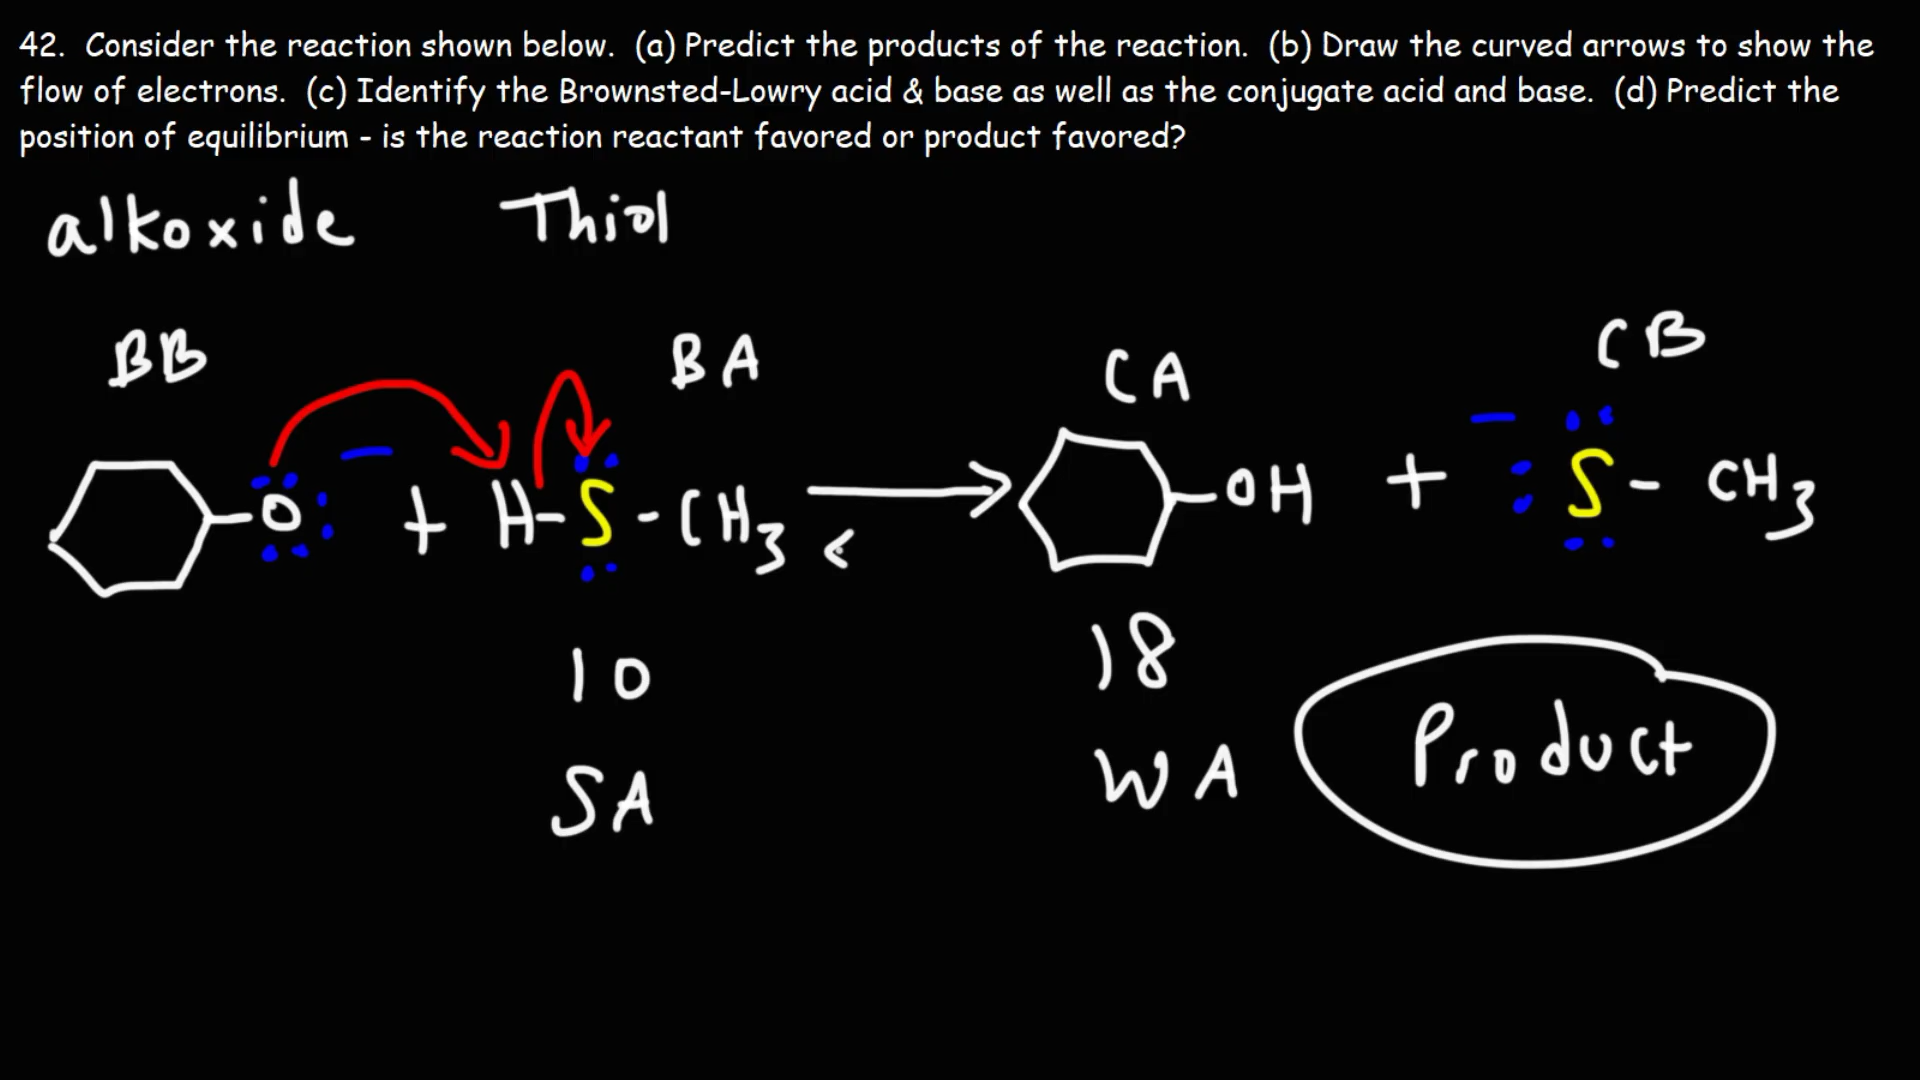 42. Consider the reaction shown below. (a) Predict the products of the reaction. (b) Draw the curved arrows to show the
flow of electrons. (c) Identify the Brownsted-Lowry acid & base as well as the conjugate acid and base. (d) Predict the
position of equilibrium - is the reaction reactant favored or product favored?
alkoxide Thiol
BB BA CA CB
O + H-S-CH3 OH + S-CH3
10 18
SA WA Product